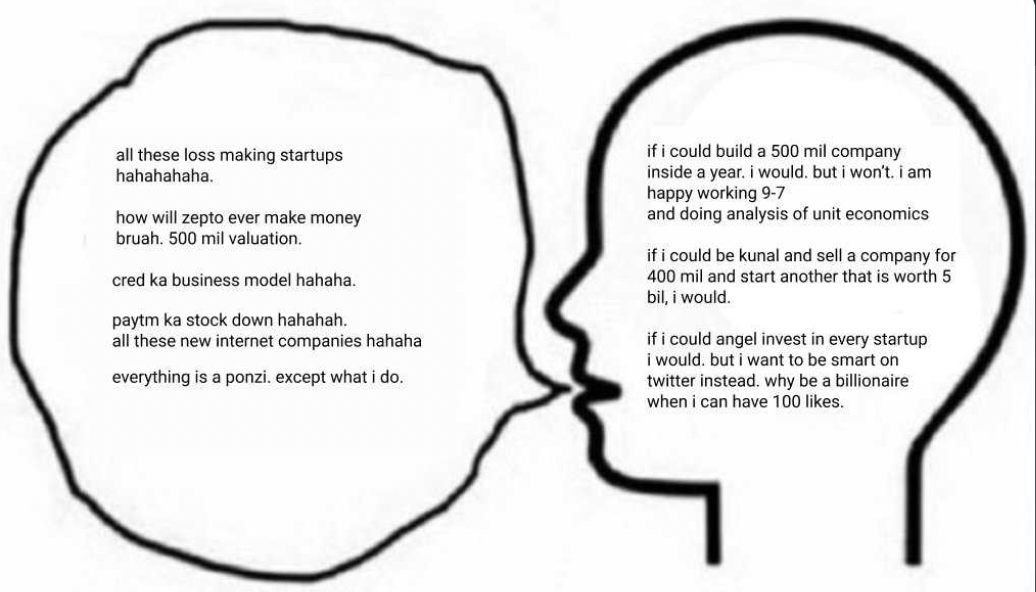 all these loss making startups
hahahahaha.
how will zepto ever make money
bruah. 500 mil valuation.
cred ka business model hahaha.
paytm ka stock down hahahah.
all these new internet companies hahaha
everything is a ponzi. except what i do.
if i could build a 500 mil company
inside a year. i would. but i won't. i am
happy working 9-7
and doing analysis of unit economics
if i could be kunal and sell a company for
400 mil and start another that is worth 5
bil, i would.
if i could angel invest in every startup
i would. but i want to be smart on
twitter instead. why be a billionaire
when i can have 100 likes.